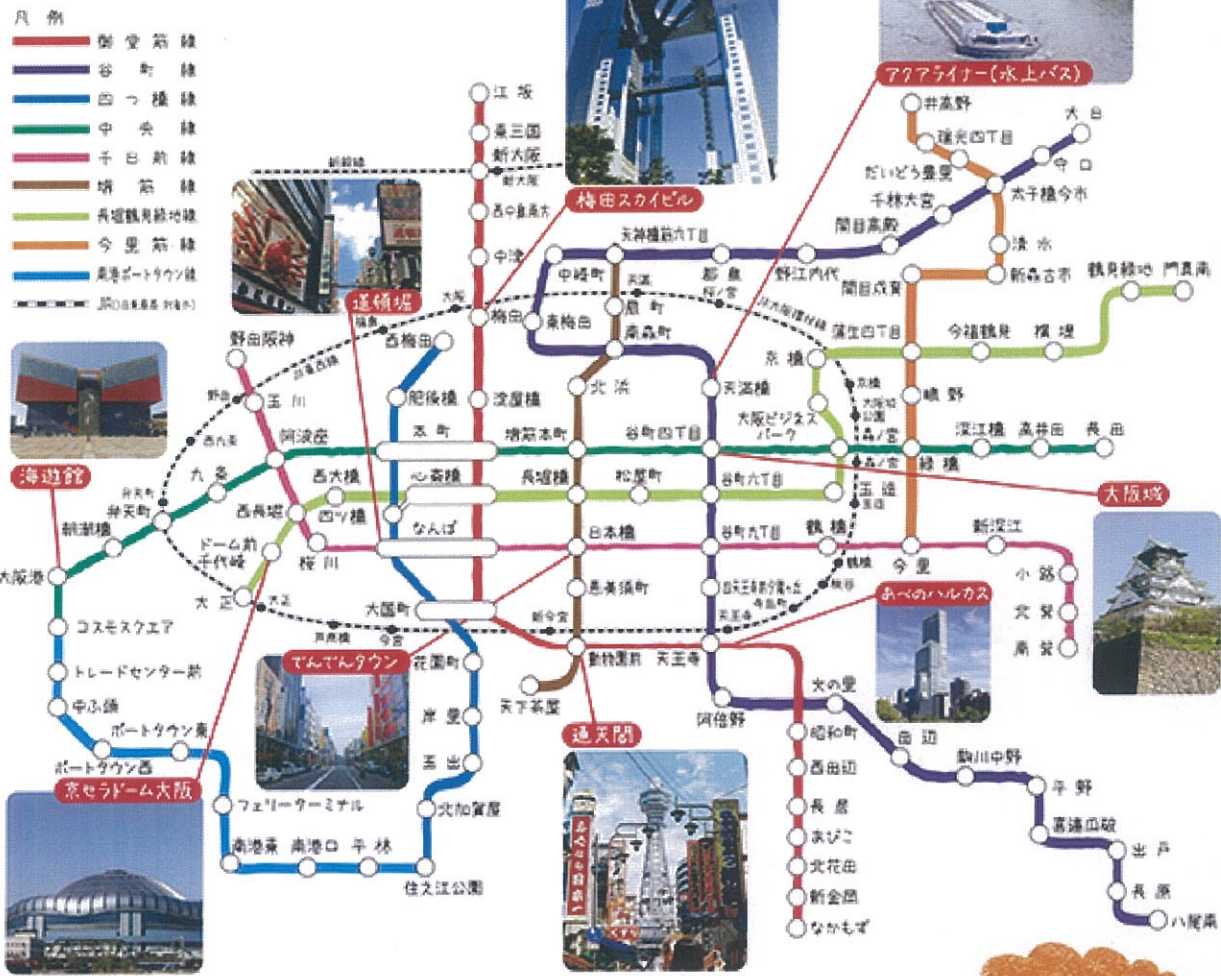 凡例
御堂筋線
谷町線
四つ橋線
中央線
千日前線
堺筋線
長堀鶴見緑地線
今里筋線
南港ポートタウン線
アクアライナー(水上バス)
梅田スカイビル
道頓堀
海遊館
大阪城
あべのハルカス
でんでんタウン
通天閣
京セラドーム大阪
江坂
東三国
新大阪
新幹線
新大阪
西中島南方
中津
梅田
淀屋橋
本町
心斎橋
なんば
大国町
動物園前
天王寺
昭和町
西田辺
長居
あびこ
北花田
新金岡
なかもず
大日
守口
太子橋今市
千林大宮
関目高殿
野江内代
都島
天神橋筋六丁目
中崎町
東梅田
南森町
天満橋
谷町四丁目
谷町六丁目
谷町九丁目
四天王寺前夕陽ヶ丘
阿倍野
文の里
田辺
駒川中野
平野
喜連瓜破
出戸
長原
八尾南
西梅田
肥後橋
四ツ橋
花園町
岸里
玉出
北加賀屋
住之江公園
平林
南港口
南港東
フェリーターミナル
ポートタウン西
ポートタウン東
中ふ頭
トレードセンター前
コスモスクエア
大阪港
朝潮橋
弁天町
弁天町
九条
阿波座
堺筋本町
森ノ宮
森ノ宮
緑橋
深江橋
高井田
長田
野田阪神
玉川
野田
西九条
福島
大阪
天満
桜ノ宮
JR大阪環状線
JR東西線
西長堀
桜川
日本橋
鶴橋
鶴橋
今里
新深江
小路
北巽
南巽
扇町
北浜
長堀橋
恵美須町
天下茶屋
大正
大正
ドーム前
千代崎
西大橋
松屋町
玉造
玉造
大阪ビジネス
パーク
京橋
京橋
大阪城
公園
蒲生四丁目
今福鶴見
横堤
鶴見緑地
門真南
井高野
瑞光四丁目
だいどう豊里
清水
新森古市
関目成育
鴫野
桃谷
寺田町
天王寺
新今宮
今宮
芦原橋